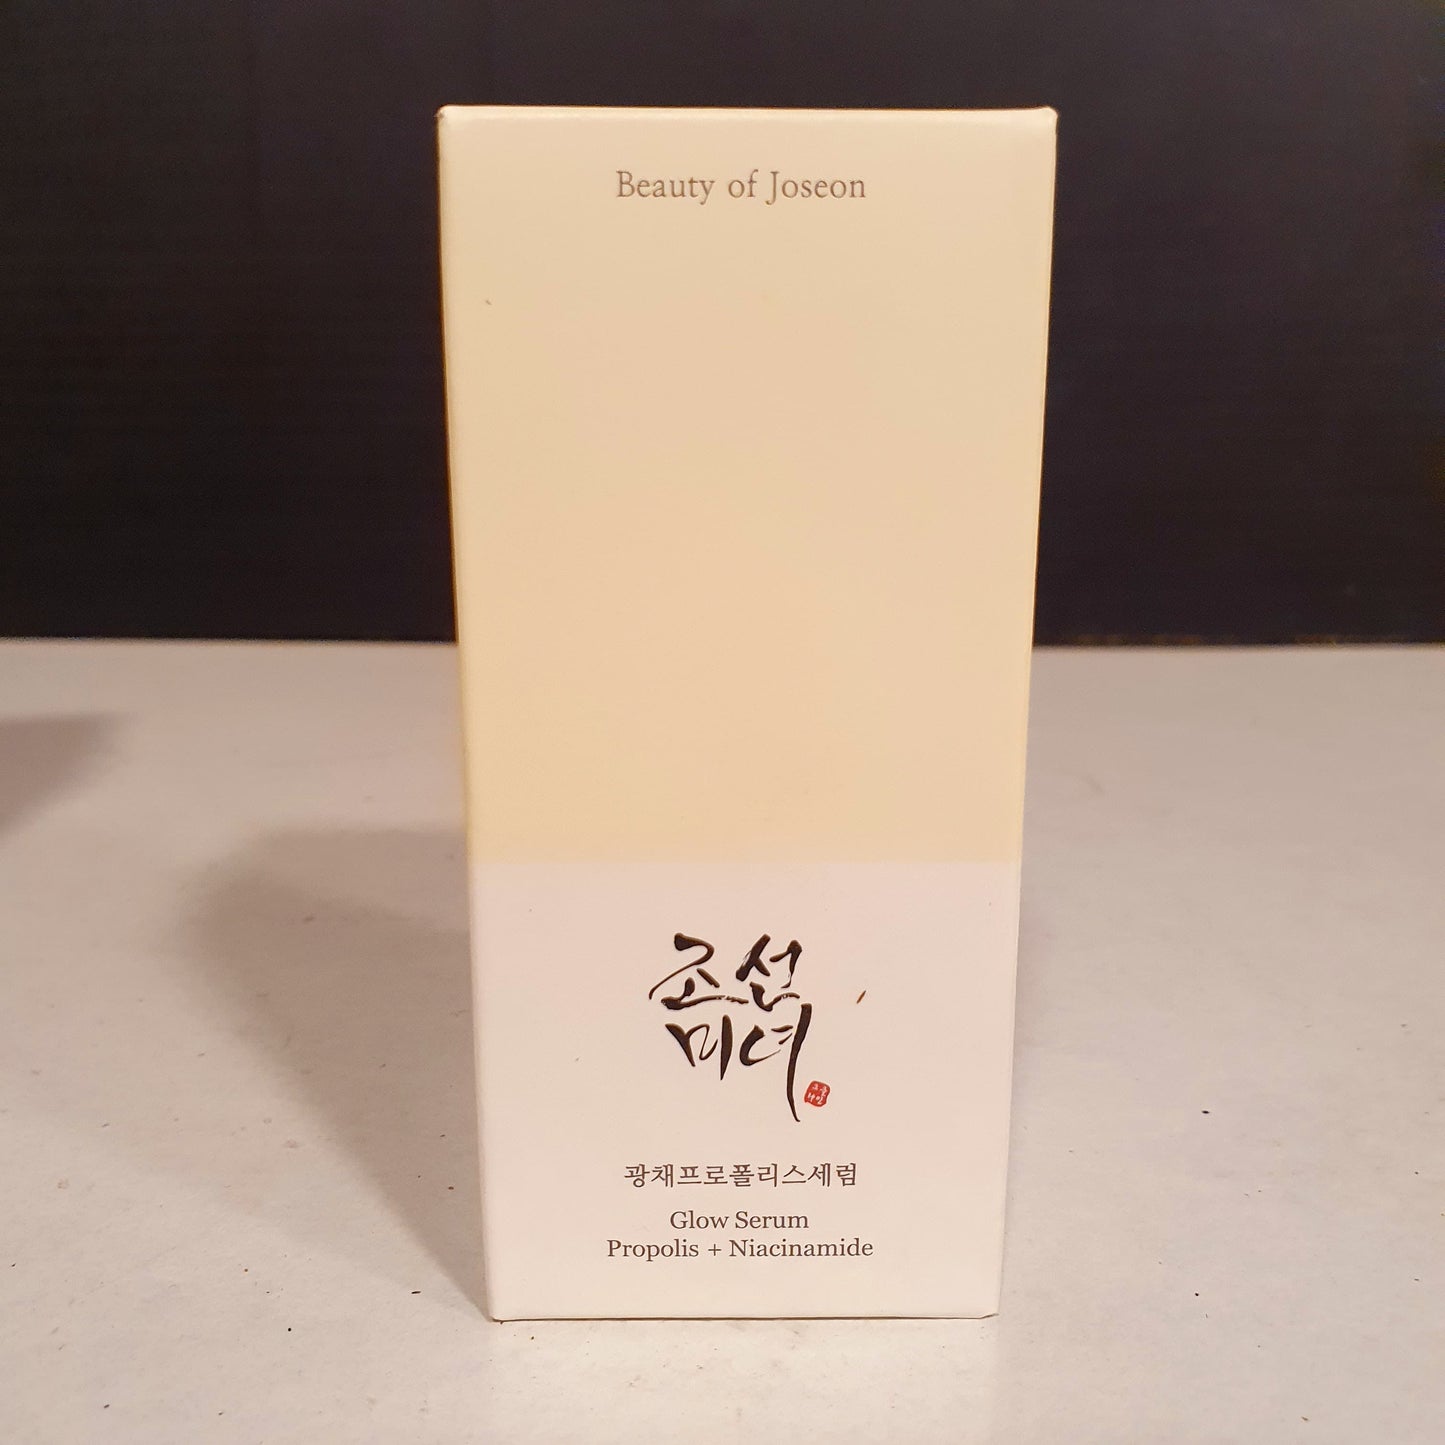 Beauty of Joseon
조선
미녀
광채프로폴리스세럼
Glow Serum
Propolis + Niacinamide